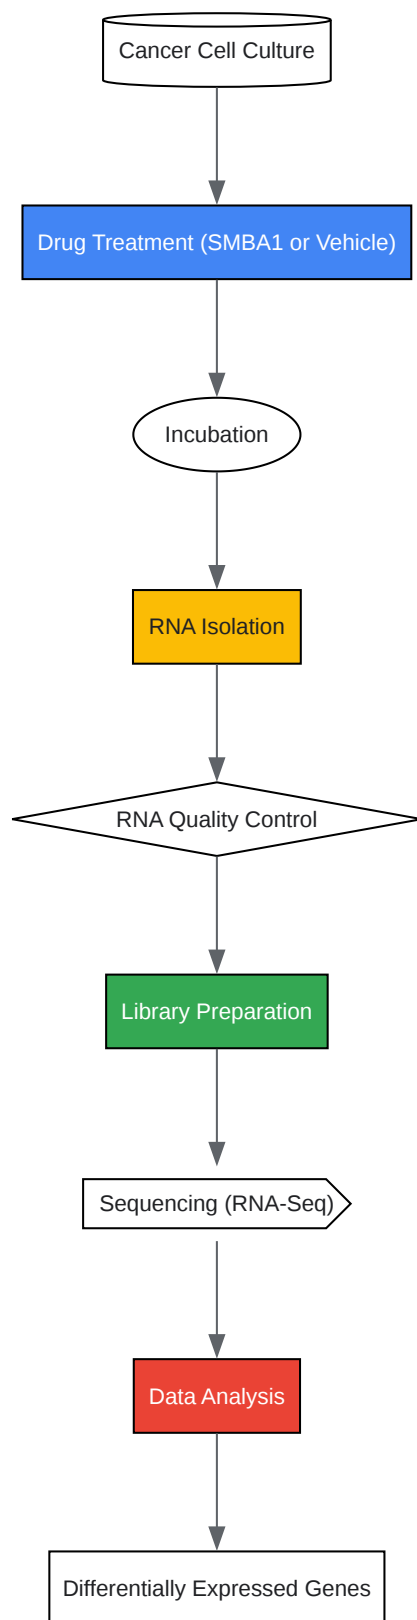 Cancer Cell Culture
Drug Treatment (SMBA1 or Vehicle)
Incubation
RNA Isolation
RNA Quality Control
Library Preparation
Sequencing (RNA-Seq)
Data Analysis
Differentially Expressed Genes